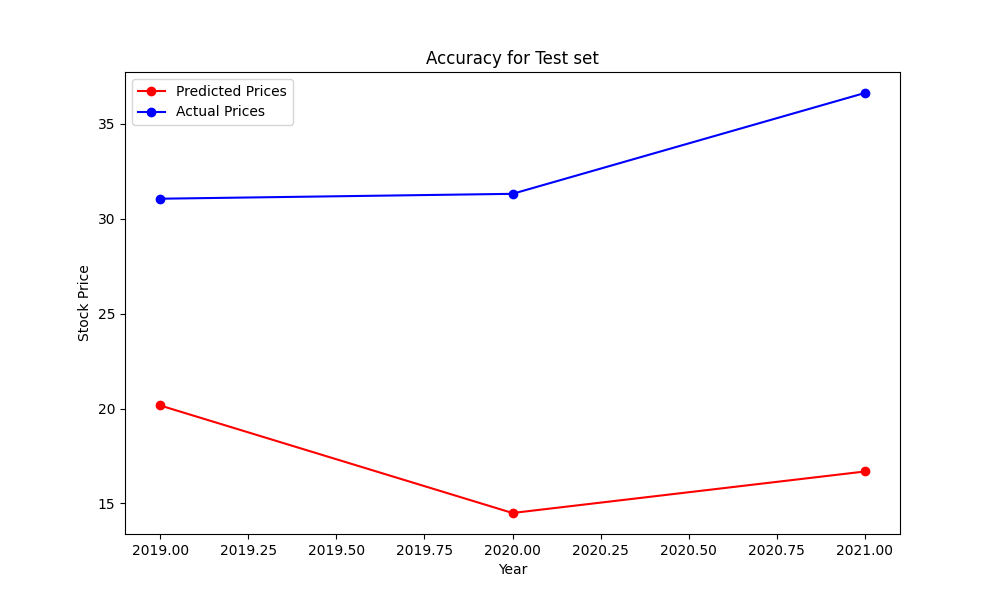 Accuracy for Test set
Predicted Prices
Actual Prices
35
30
25
20
15
Stock Price
2019.00 2019.25 2019.50 2019.75 2020.00 2020.25 2020.50 2020.75 2021.00
Year